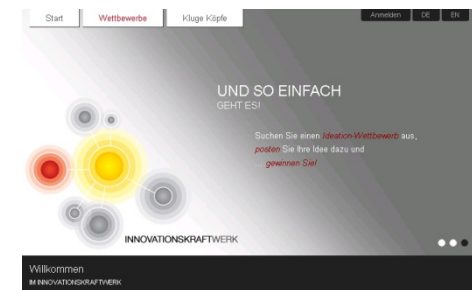 Start Wettbewerbe Kluge Köpfe Anmelden DE EN
UND SO EINFACH
GEHT ES!
Suchen Sie einen Ideation-Wettbewerb aus,
posten Sie Ihre Idee dazu und
... gewinnen Sie!
INNOVATIONSKRAFTWERK
Willkommen
IM INNOVATIONSKRAFTWERK